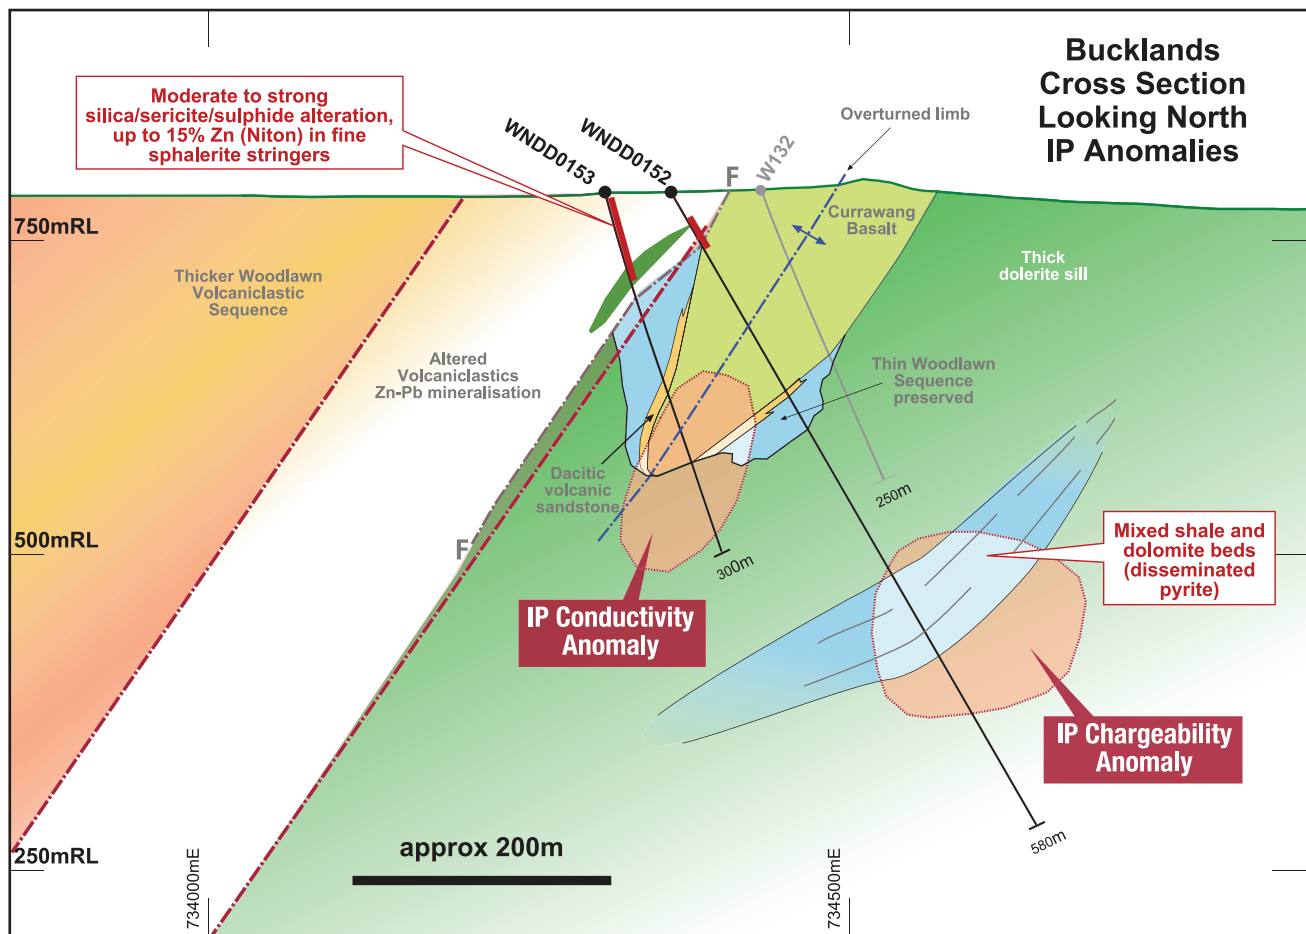 Bucklands
Cross Section
Looking North
IP Anomalies
Moderate to strong
silica/sericite/sulphide alteration,
up to 15% Zn (Niton) in fine
sphalerite stringers
WNDD0153
WNDD0152
F
W132
Overturned limb
750mRL
Thicker Woodlawn
Volcaniclastic
Sequence
Currawang
Basalt
Thick
dolerite sill
Altered
Volcaniclastics
Zn-Pb mineralisation
Thin Woodlawn
Sequence
preserved
Dacitic
volcanic
sandstone
250m
500mRL
F
300m
Mixed shale and
dolomite beds
(disseminated
pyrite)
IP Conductivity
Anomaly
IP Chargeability
Anomaly
580m
250mRL
approx 200m
734000mE
734500mE